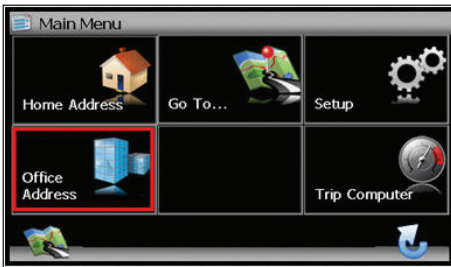 Main Menu
Home Address
Go To...
Setup
Office
Address
Trip Computer